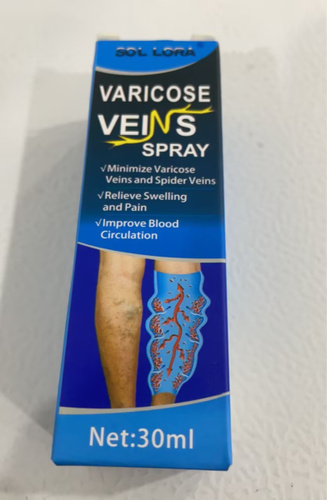 SOL LORA®
VARICOSE
VEINS
SPRAY
√Minimize Varicose
Veins and Spider Veins
√Relieve Swelling
and Pain
√Improve Blood
Circulation
Net:30ml